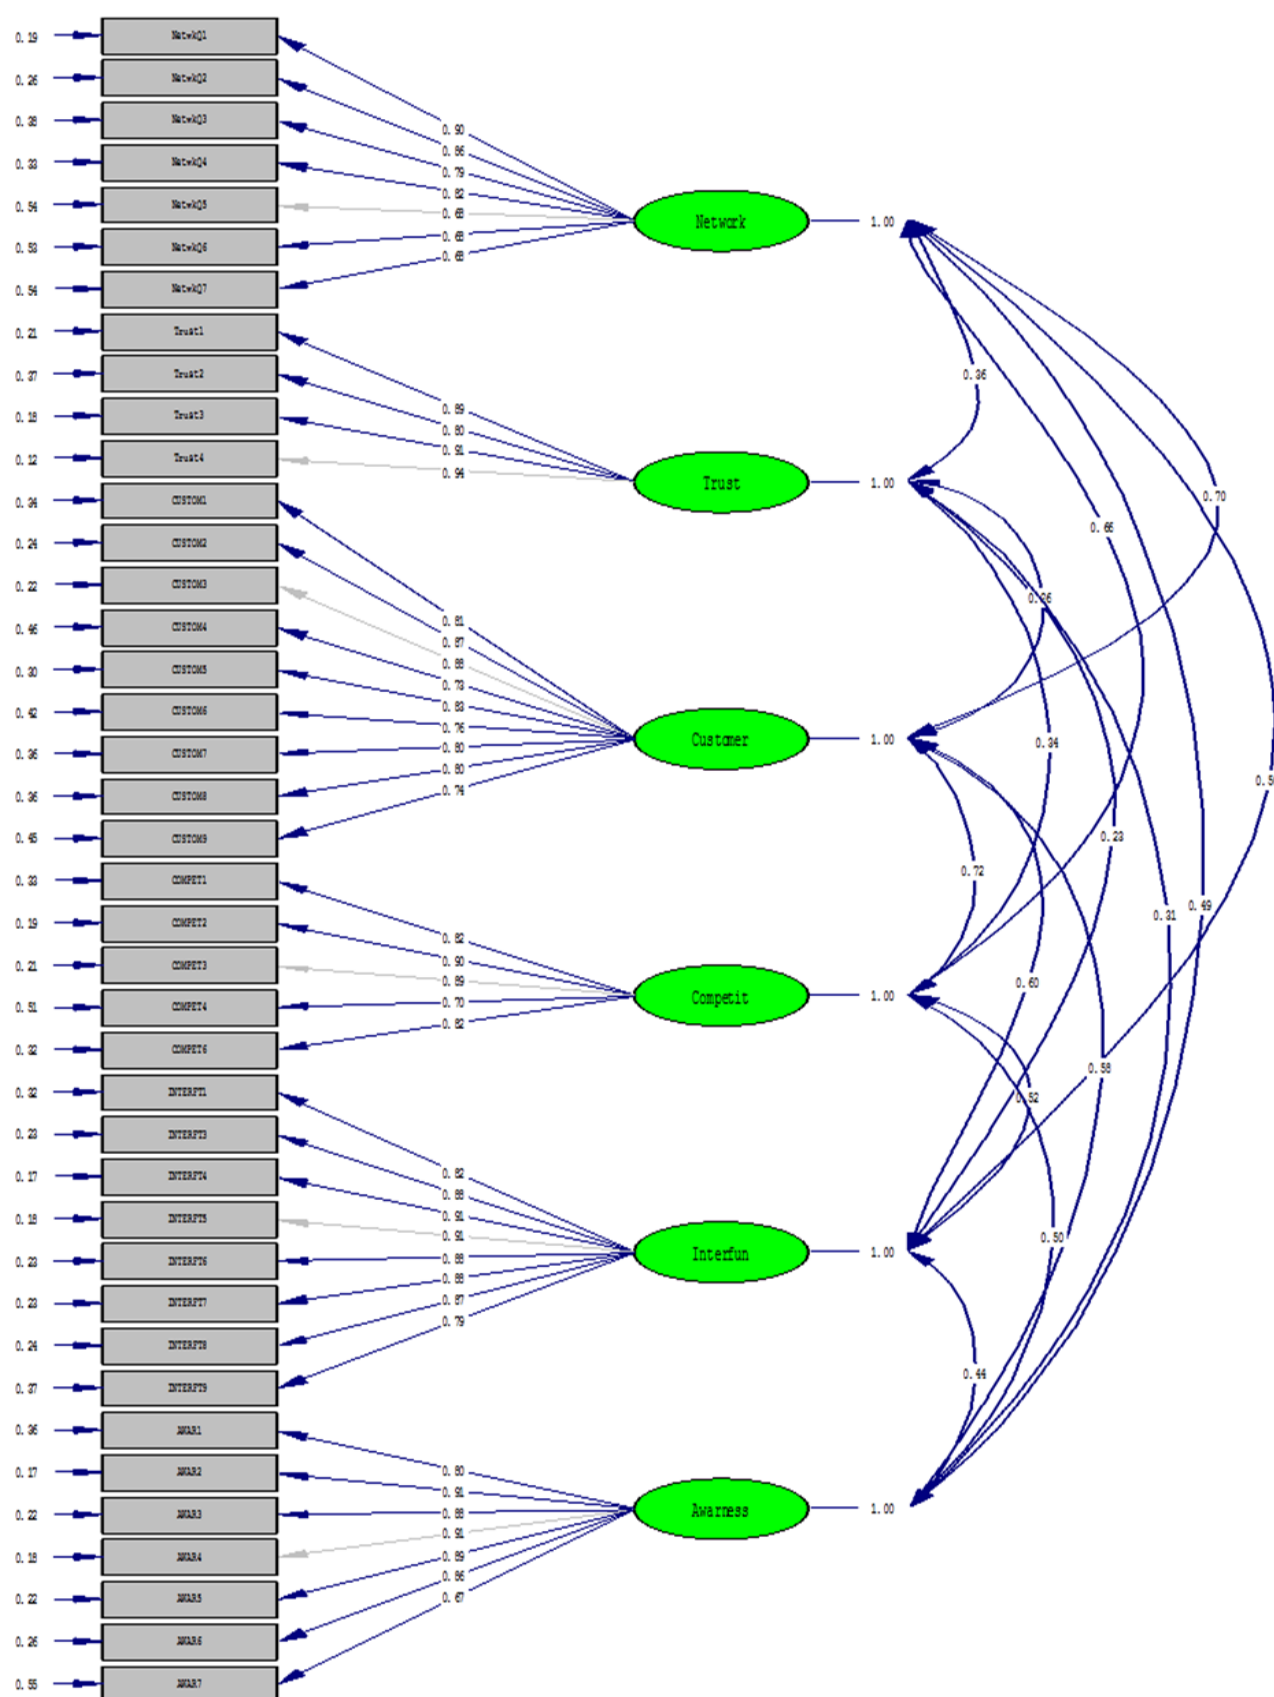 0.19 NetwkQ1
0.26 NetwkQ2
0.38 NetwkQ3
0.33 NetwkQ4
0.54 NetwkQ5
0.53 NetwkQ6
0.54 NetwkQ7
0.21 Trust1
0.37 Trust2
0.18 Trust3
0.12 Trust4
0.34 CUSTOM1
0.24 CUSTOM2
0.22 CUSTOM3
0.46 CUSTOM4
0.30 CUSTOM5
0.42 CUSTOM6
0.36 CUSTOM7
0.36 CUSTOM8
0.45 CUSTOM9
0.33 COMPET1
0.19 COMPET2
0.21 COMPET3
0.51 COMPET4
0.32 COMPET6
0.32 INTERFT1
0.23 INTERFT3
0.17 INTERFT4
0.18 INTERFT5
0.23 INTERFT6
0.23 INTERFT7
0.24 INTERFT8
0.37 INTERFT9
0.36 AWAR1
0.17 AWAR2
0.22 AWAR3
0.18 AWAR4
0.22 AWAR5
0.26 AWAR6
0.55 AWAR7
0.90
0.86
0.79
0.82
0.68
0.68
0.68
0.89
0.80
0.91
0.94
0.81
0.87
0.88
0.73
0.83
0.76
0.80
0.80
0.74
0.82
0.90
0.89
0.70
0.82
0.82
0.88
0.91
0.91
0.88
0.88
0.87
0.79
0.80
0.91
0.88
0.91
0.89
0.86
0.67
Network 1.00
Trust 1.00
Customer 1.00
Competit 1.00
Interfun 1.00
Awarness 1.00
0.36
0.70
0.66
0.34
0.23
0.72
0.31
0.49
0.60
0.58
0.52
0.50
0.44